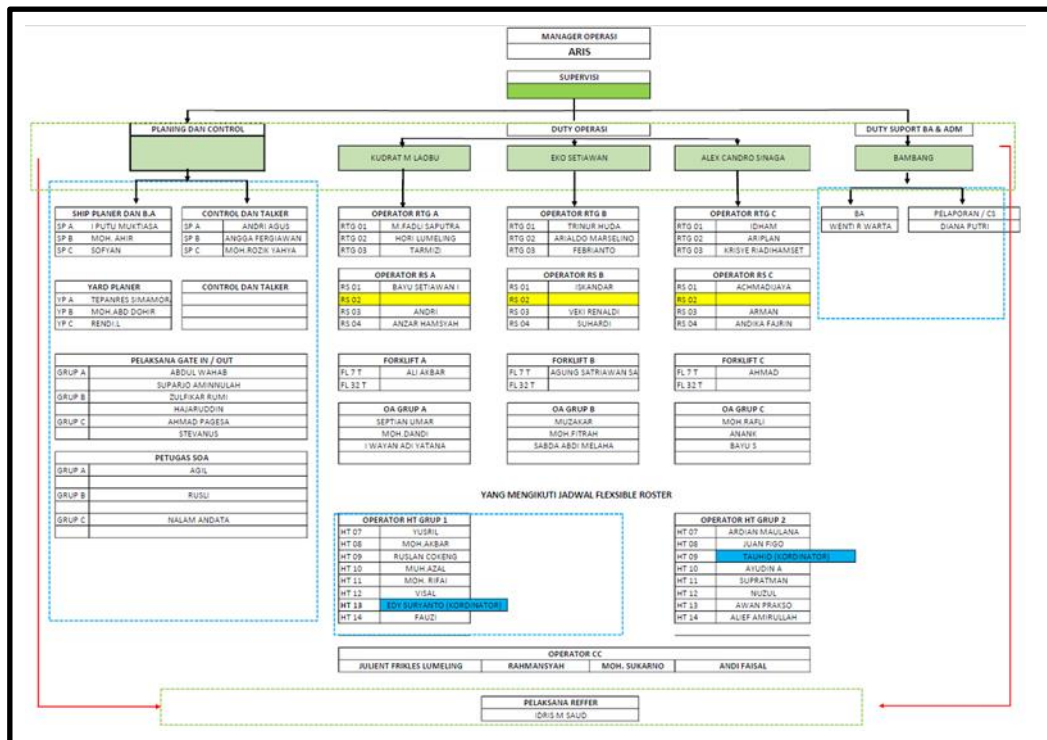 MANAGER OPERASI
ARIS
SUPERVISI
PLANING DAN CONTROL
DUTY OPERASI
DUTY SUPORT BA & ADM
KUDRAT M LAOBU
EKO SETIAWAN
ALEX CANDRO SINAGA
BAMBANG
SHIP PLANER DAN B.A
SP A I PUTU MUKTIASA
SP B MOH. AHIR
SP C SOFYAN
CONTROL DAN TALKER
SP A ANDRI AGUS
SP B ANGGA FERGIAWAN
SP C MOH.ROZIK YAHYA
OPERATOR RTG A
RTG 01 M.FADLI SAPUTRA
RTG 02 HORI LUMELING
RTG 03 TARMIZI
OPERATOR RTG B
RTG 01 TRINUR HUDA
RTG 02 ARIALDO MARSELINO
RTG 03 FEBRIANTO
OPERATOR RTG C
RTG 01 IDHAM
RTG 02 ARIPLAN
RTG 03 KRISYE RIADIHAMSET
BA
WENTI R WARTA
PELAPORAN / CS
DIANA PUTRI
YARD PLANER
YP A TEPANRES SIMAMORA
YP B MOH.ABD DOHIR
YP C RENDI.L
CONTROL DAN TALKER
OPERATOR RS A
RS 01 BAYU SETIAWAN I
RS 02
RS 03 ANDRI
RS 04 ANZAR HAMSYAH
OPERATOR RS B
RS 01 ISKANDAR
RS 02
RS 03 VEKI RENALDI
RS 04 SUHARDI
OPERATOR RS C
RS 01 ACHMADIJAYA
RS 02
RS 03 ARMAN
RS 04 ANDIKA FAJRIN
PELAKSANA GATE IN / OUT
GRUP A ABDUL WAHAB
SUPARJO AMINNULAH
GRUP B ZULFIKAR RUMI
HAJARUDDIN
GRUP C AHMAD PAGESA
STEVANUS
FORKLIFT A
FL 7 T ALI AKBAR
FL 32 T
FORKLIFT B
FL 7 T AGUNG SATRIAWAN SA
FL 32 T
FORKLIFT C
FL 7 T AHMAD
FL 32 T
OA GRUP A
SEPTIAN UMAR
MOH.DANDI
I WAYAN ADI YATANA
OA GRUP B
MUZAKAR
MOH.FITRAH
SABDA ABDI MELAHA
OA GRUP C
MOH.RAFLI
ANANK
BAYU S
PETUGAS SOA
GRUP A AGIL
GRUP B RUSLI
GRUP C NALAM ANDATA
YANG MENGIKUTI JADWAL FLEXSIBLE ROSTER
OPERATOR HT GRUP 1
HT 07 YUSRIL
HT 08 MOH.AKBAR
HT 09 RUSLAN COKENG
HT 10 MUH.AZAL
HT 11 MOH. RIFAI
HT 12 VISAL
HT 13 EDY SURYANTO (KORDINATOR)
HT 14 FAUZI
OPERATOR HT GRUP 2
HT 07 ARDIAN MAULANA
HT 08 JUAN FIGO
HT 09 TAUHID (KORDINATOR)
HT 10 AYUDIN A
HT 11 SUPRATMAN
HT 12 NUZUL
HT 13 AWAN PRAKSO
HT 14 ALIEF AMIRULLAH
OPERATOR CC
JULIENT FRIKLES LUMELING RAHMANSYAH MOH. SUKARNO ANDI FAISAL
PELAKSANA REFFER
IDRIS M SAUD